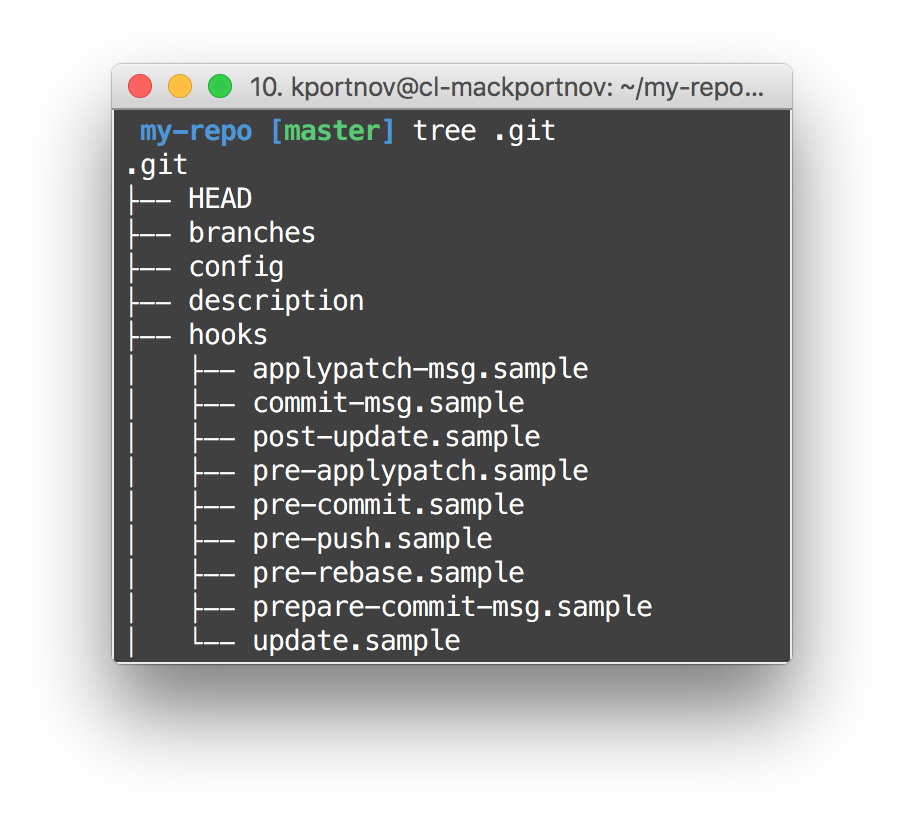 10. kportnov@cl-mackportnov: ~/my-repo...
my-repo [master] tree .git
.git
├── HEAD
├── branches
├── config
├── description
├── hooks
│   ├── applypatch-msg.sample
│   ├── commit-msg.sample
│   ├── post-update.sample
│   ├── pre-applypatch.sample
│   ├── pre-commit.sample
│   ├── pre-push.sample
│   ├── pre-rebase.sample
│   ├── prepare-commit-msg.sample
│   └── update.sample